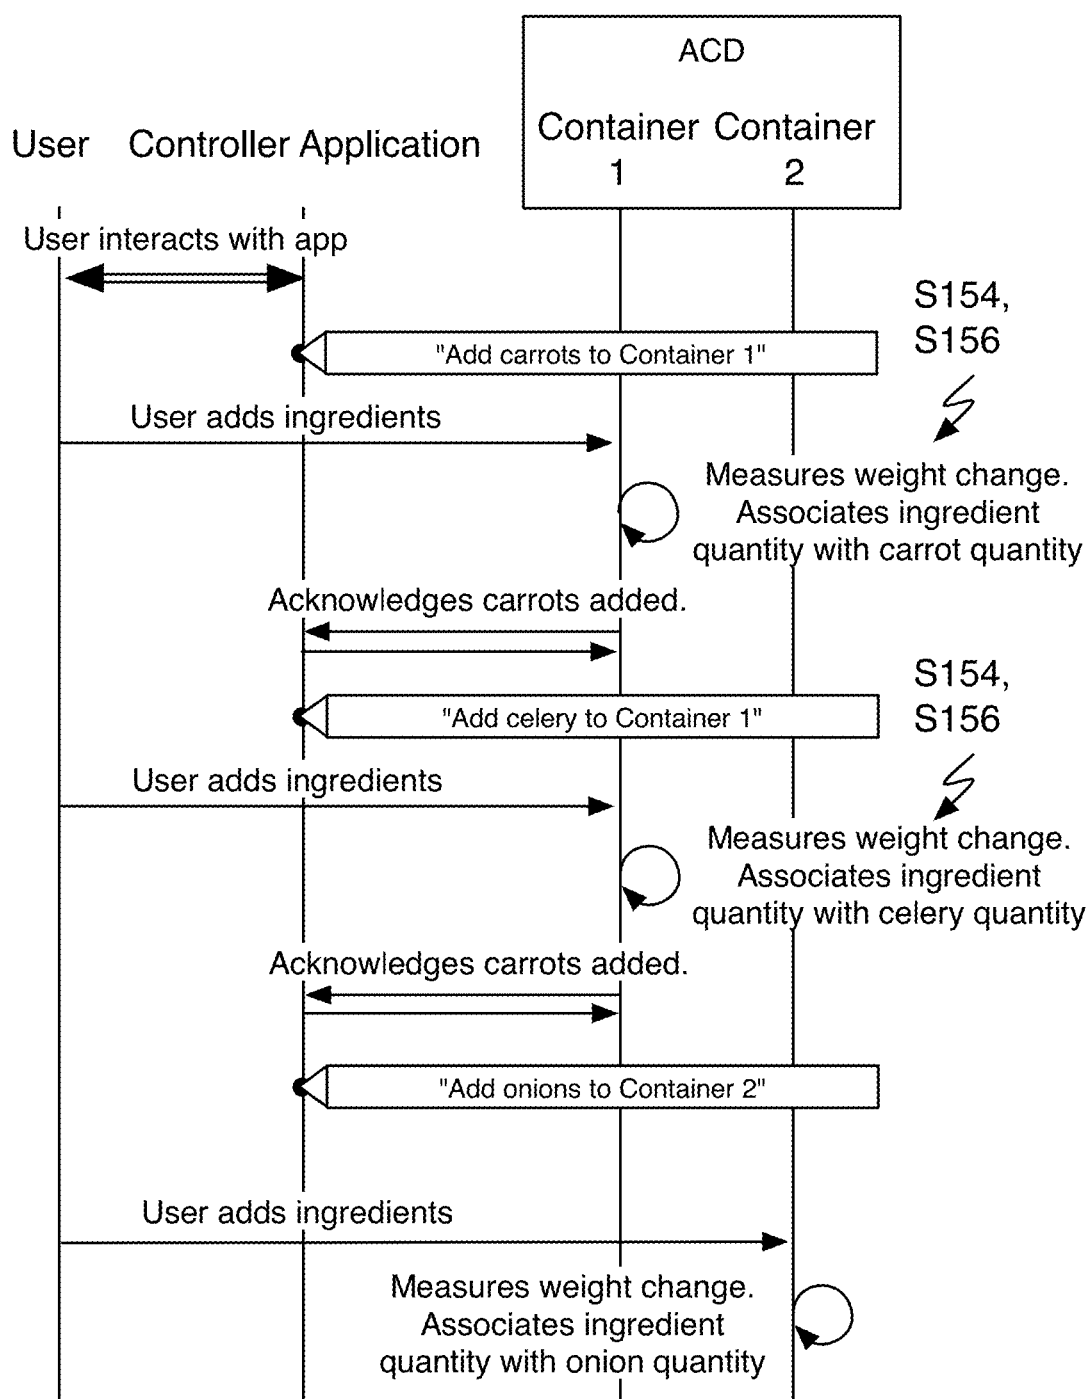 ACD
Container Container
1 2
User Controller Application
User interacts with app
S154,
S156
"Add carrots to Container 1"
User adds ingredients
Measures weight change.
Associates ingredient
quantity with carrot quantity
Acknowledges carrots added.
S154,
S156
"Add celery to Container 1"
User adds ingredients
Measures weight change.
Associates ingredient
quantity with celery quantity
Acknowledges carrots added.
"Add onions to Container 2"
User adds ingredients
Measures weight change.
Associates ingredient
quantity with onion quantity